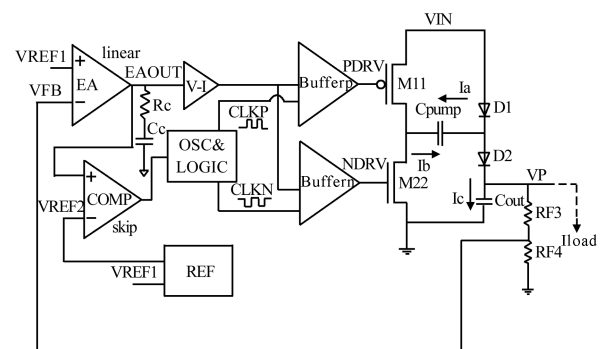 VIN
linear
VREF1
EAOUT
PDRV
VFB
EA
V-I
Bufferp
M11
Ia
Rc
Cpump
D1
CLKP
Cc
OSC&
LOGIC
Ib
D2
NDRV
Buffern
M22
VP
CLKN
Ic
Cout
VREF2
COMP
RF3
skip
Iload
RF4
VREF1
REF